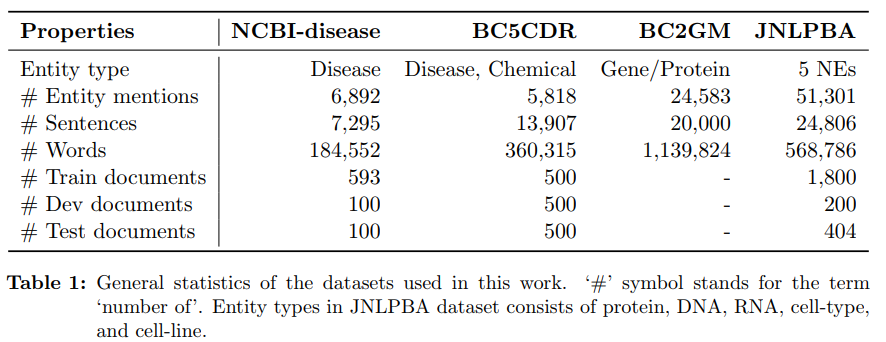 Properties NCBI-disease BC5CDR BC2GM JNLPBA
Entity type Disease Disease, Chemical Gene/Protein 5 NEs
# Entity mentions 6,892 5,818 24,583 51,301
# Sentences 7,295 13,907 20,000 24,806
# Words 184,552 360,315 1,139,824 568,786
# Train documents 593 500 - 1,800
# Dev documents 100 500 - 200
# Test documents 100 500 - 404
Table 1: General statistics of the datasets used in this work. ‘#’ symbol stands for the term
‘number of’. Entity types in JNLPBA dataset consists of protein, DNA, RNA, cell-type,
and cell-line.